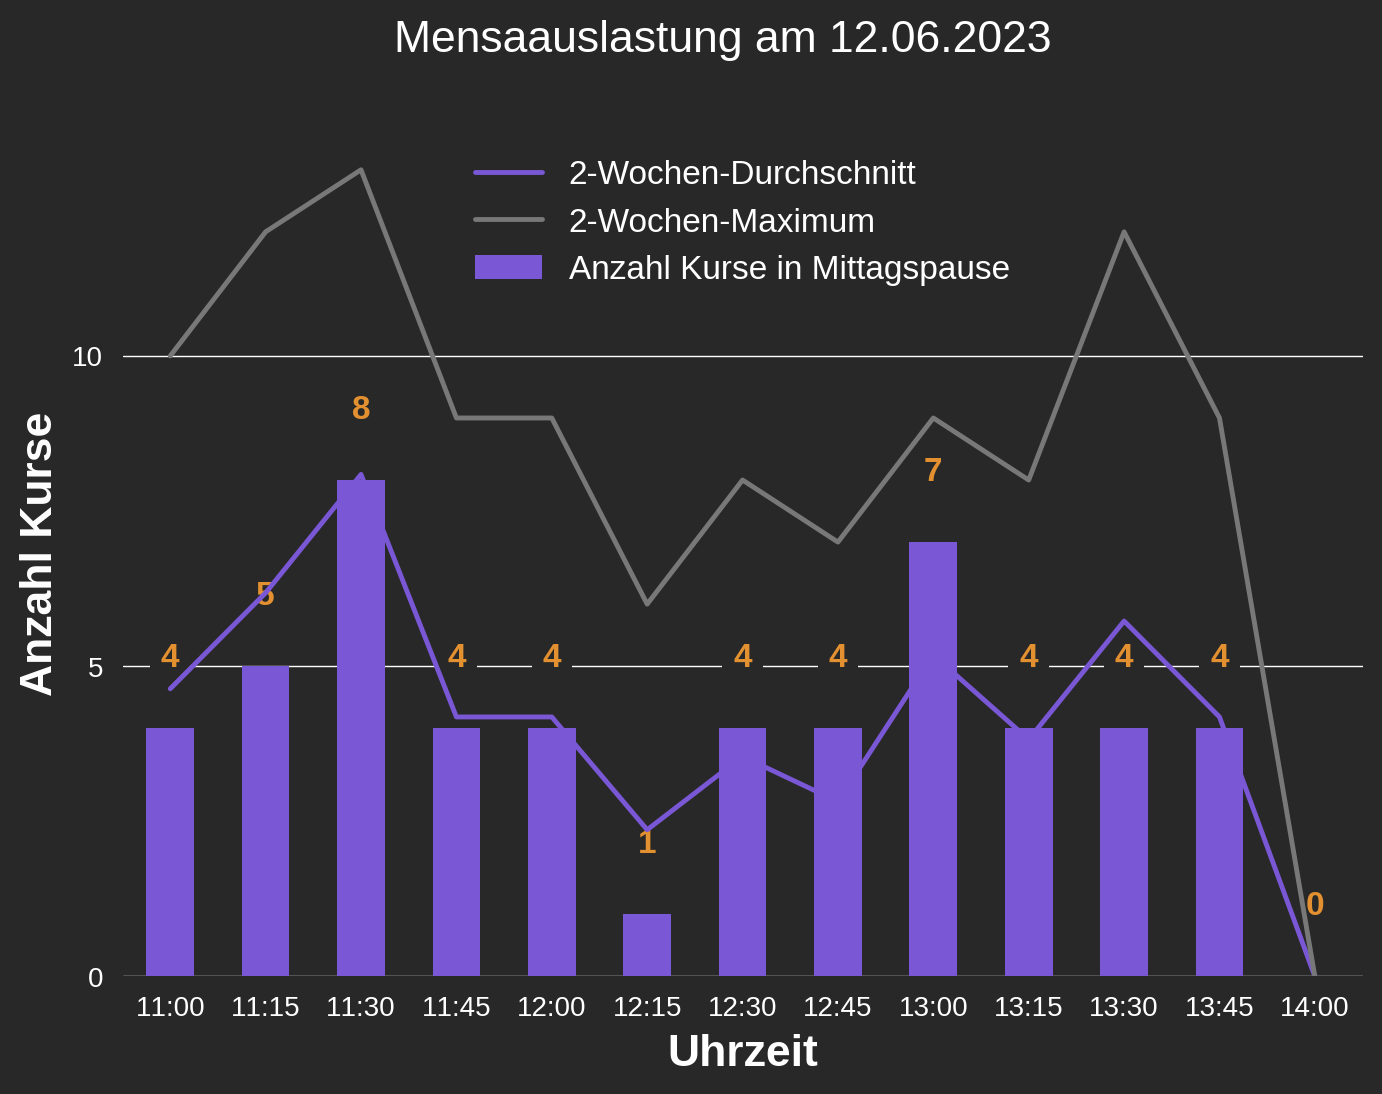 Mensaauslastung am 12.06.2023
2-Wochen-Durchschnitt
2-Wochen-Maximum
Anzahl Kurse in Mittagspause
10
8
7
5
4
4
4
4
4
4
4
4
5
1
0
0
Anzahl Kurse
11:00 11:15 11:30 11:45 12:00 12:15 12:30 12:45 13:00 13:15 13:30 13:45 14:00
Uhrzeit